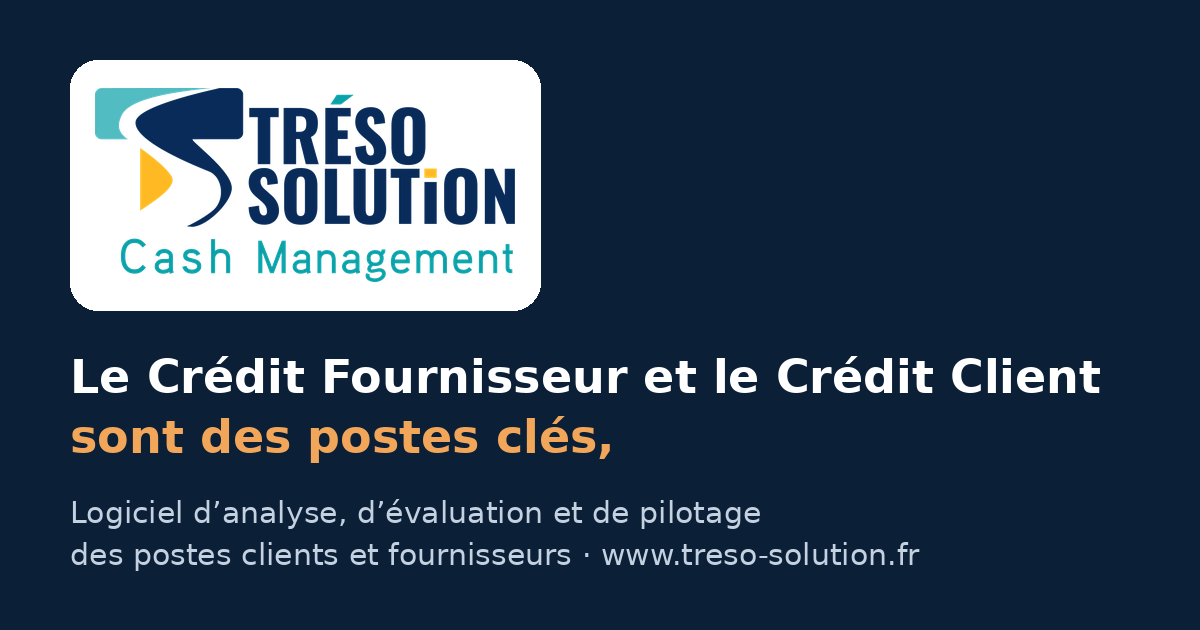 TRÉSO
SOLUTiON
Cash Management
Le Crédit Fournisseur et le Crédit Client
sont des postes clés,
Logiciel d’analyse, d’évaluation et de pilotage
des postes clients et fournisseurs · www.treso-solution.fr